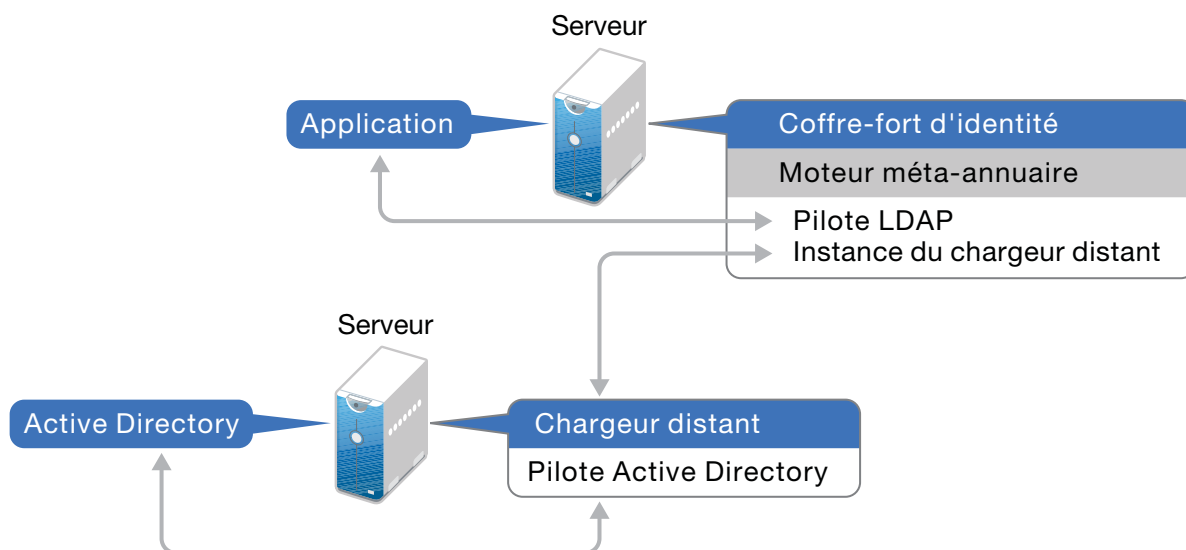 Serveur
Application
Coffre-fort d'identité
Moteur méta-annuaire
Pilote LDAP
Instance du chargeur distant
Serveur
Active Directory
Chargeur distant
Pilote Active Directory